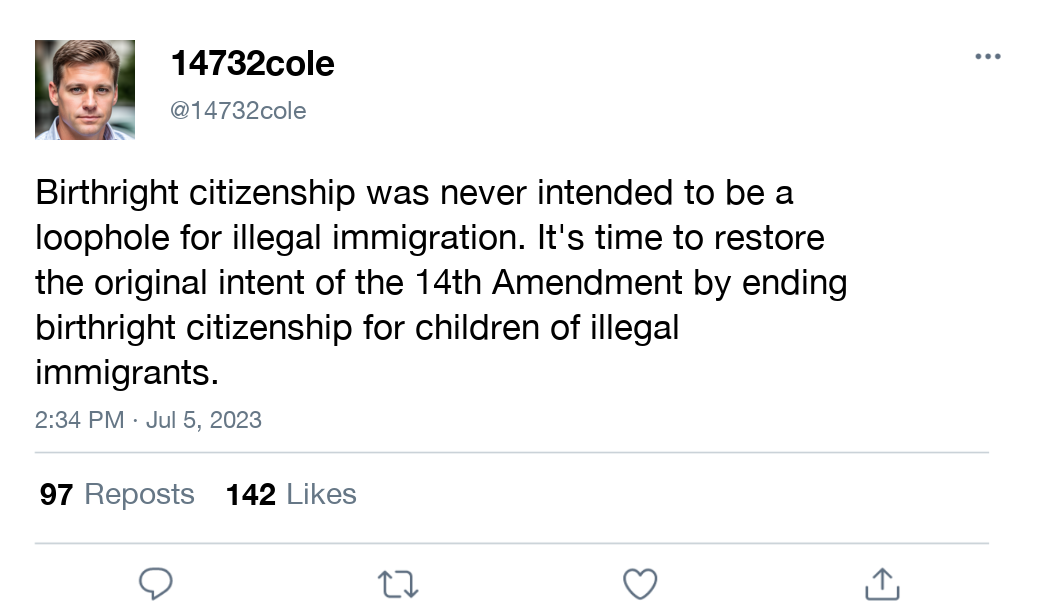 14732cole
@14732cole
Birthright citizenship was never intended to be a
loophole for illegal immigration. It's time to restore
the original intent of the 14th Amendment by ending
birthright citizenship for children of illegal
immigrants.
2:34 PM · Jul 5, 2023
97 Reposts 142 Likes